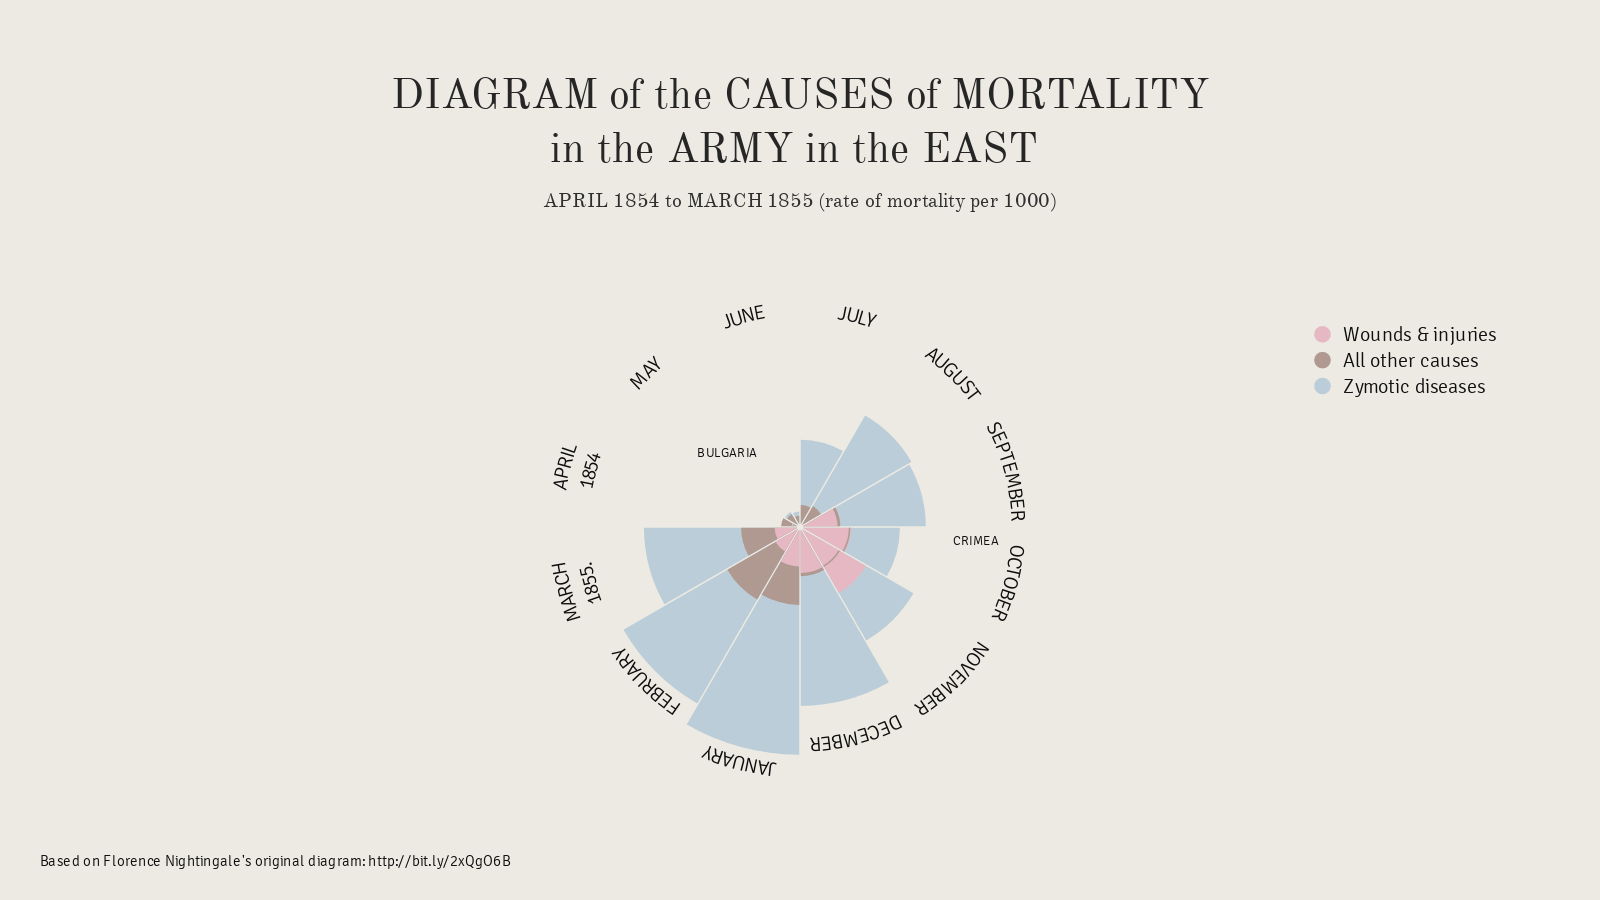 DIAGRAM of the CAUSES of MORTALITY
in the ARMY in the EAST
APRIL 1854 to MARCH 1855 (rate of mortality per 1000)
APRIL
1854
MAY
JUNE
JULY
AUGUST
SEPTEMBER
OCTOBER
NOVEMBER
DECEMBER
JANUARY
FEBRUARY
MARCH
1855.
BULGARIA
CRIMEA
Wounds & injuries
All other causes
Zymotic diseases
Based on Florence Nightingale's original diagram: http://bit.ly/2xQgO6B